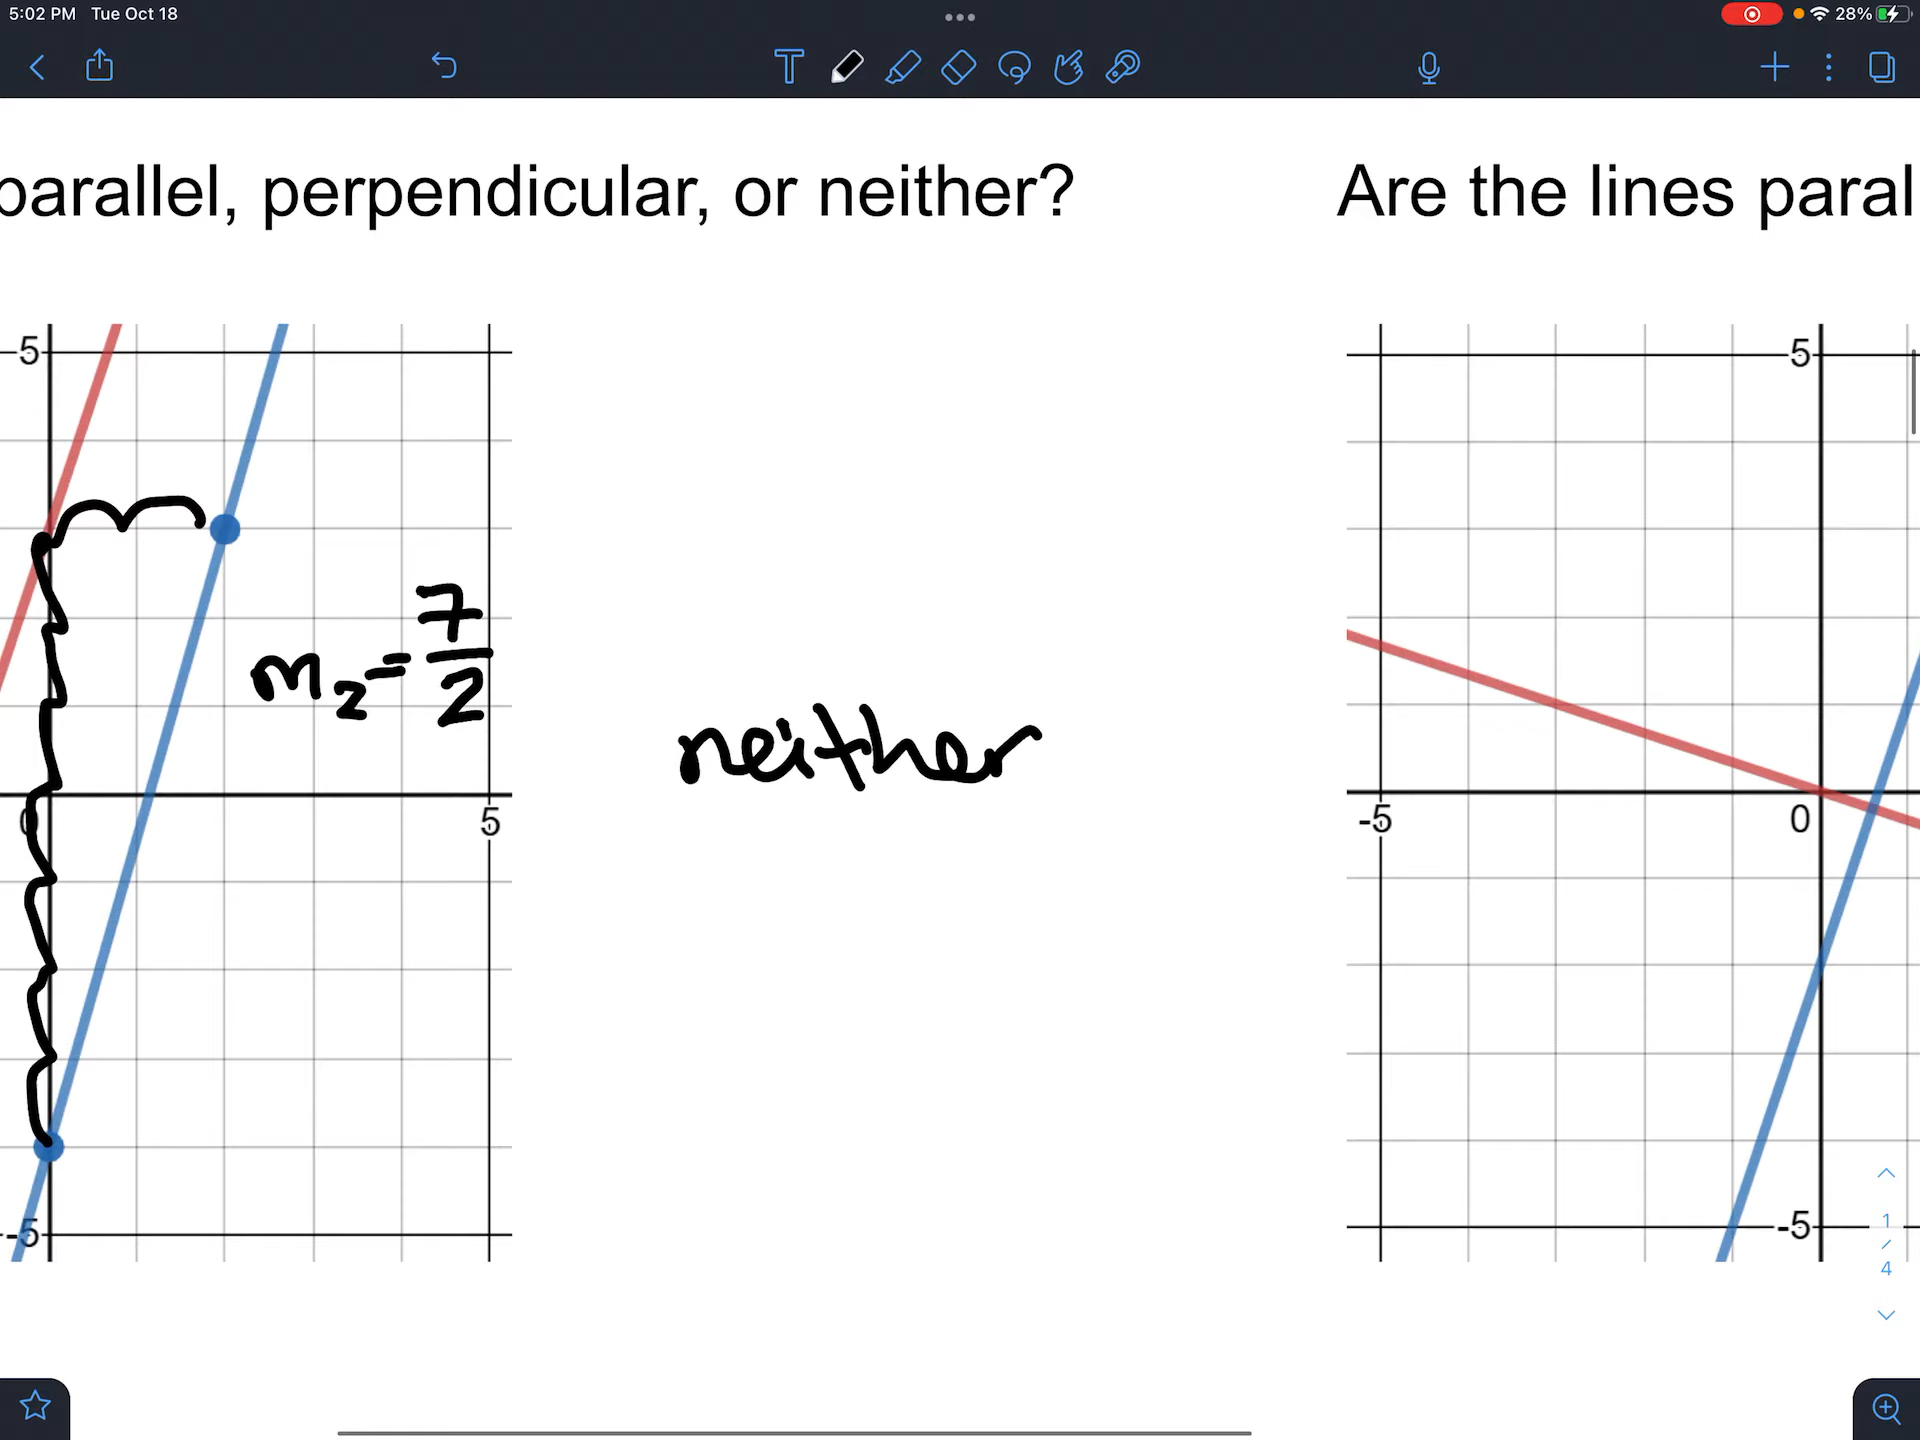 5:02 PM Tue Oct 18
28%
parallel, perpendicular, or neither?
5
7
m2 = 2
neither
0
5
-5
Are the lines paral
5
-5
0
-5
1
/
4